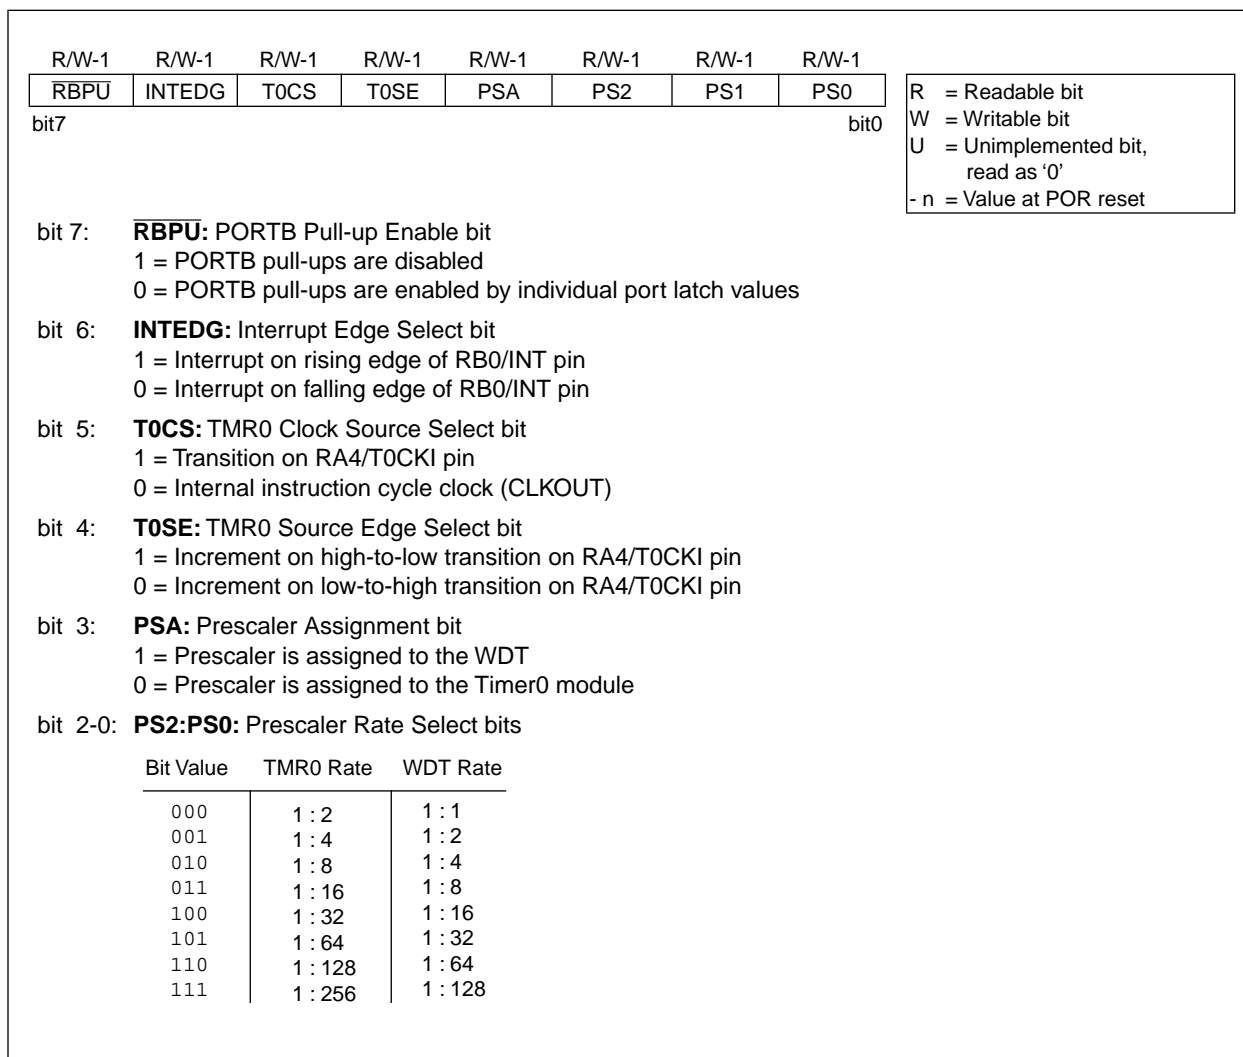 R/W-1 R/W-1 R/W-1 R/W-1 R/W-1 R/W-1 R/W-1 R/W-1
RBPU INTEDG T0CS T0SE PSA PS2 PS1 PS0
bit7 bit0
R = Readable bit
W = Writable bit
U = Unimplemented bit,
read as ‘0’
- n = Value at POR reset
bit 7: RBPU: PORTB Pull-up Enable bit
1 = PORTB pull-ups are disabled
0 = PORTB pull-ups are enabled by individual port latch values
bit 6: INTEDG: Interrupt Edge Select bit
1 = Interrupt on rising edge of RB0/INT pin
0 = Interrupt on falling edge of RB0/INT pin
bit 5: T0CS: TMR0 Clock Source Select bit
1 = Transition on RA4/T0CKI pin
0 = Internal instruction cycle clock (CLKOUT)
bit 4: T0SE: TMR0 Source Edge Select bit
1 = Increment on high-to-low transition on RA4/T0CKI pin
0 = Increment on low-to-high transition on RA4/T0CKI pin
bit 3: PSA: Prescaler Assignment bit
1 = Prescaler is assigned to the WDT
0 = Prescaler is assigned to the Timer0 module
bit 2-0: PS2:PS0: Prescaler Rate Select bits
Bit Value TMR0 Rate WDT Rate
000 1 : 2 1 : 1
001 1 : 4 1 : 2
010 1 : 8 1 : 4
011 1 : 16 1 : 8
100 1 : 32 1 : 16
101 1 : 64 1 : 32
110 1 : 128 1 : 64
111 1 : 256 1 : 128